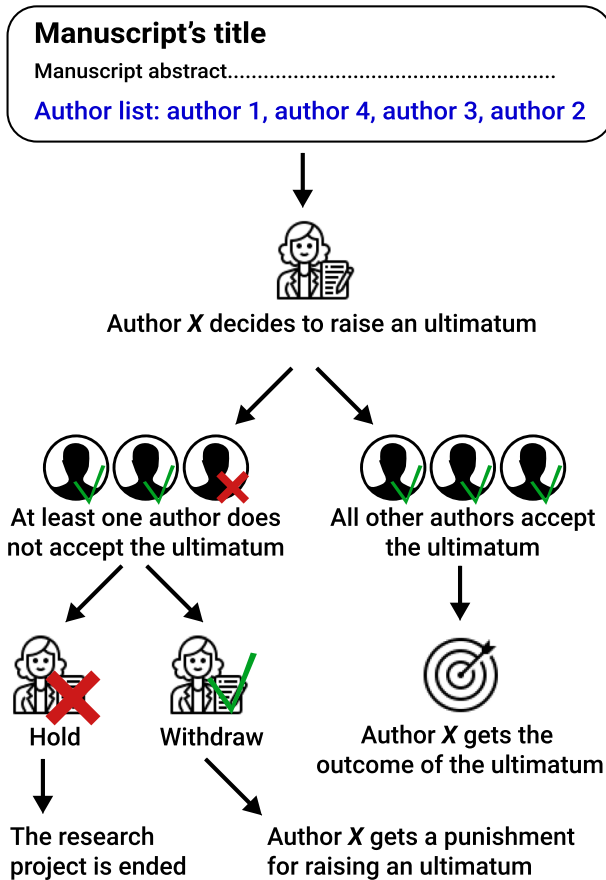 Manuscript's title
Manuscript abstract.......................................................
Author list: author 1, author 4, author 3, author 2
Author X decides to raise an ultimatum
At least one author does
not accept the ultimatum
All other authors accept
the ultimatum
Hold
Withdraw
Author X gets the
outcome of the ultimatum
The research
project is ended
Author X gets a punishment
for raising an ultimatum